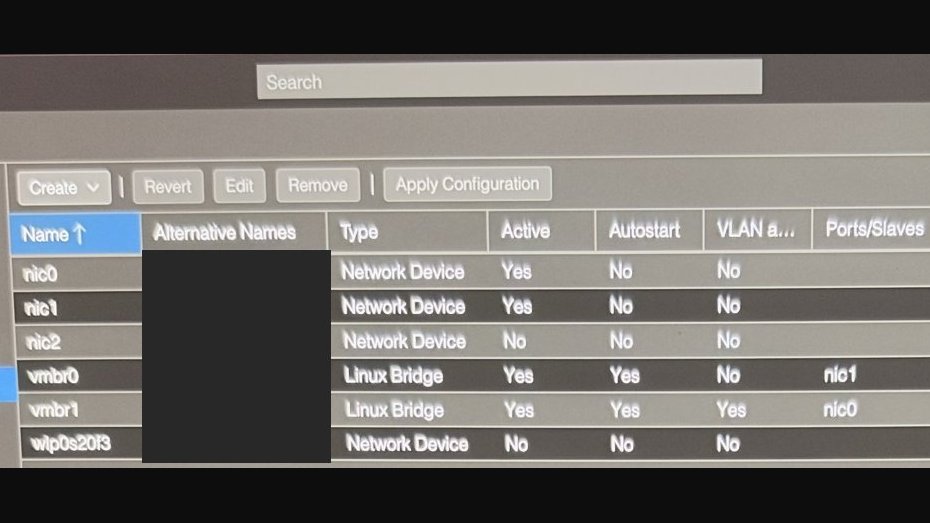 Search
Create Revert Edit Remove Apply Configuration
Name Alternative Names Type Active Autostart VLAN a... Ports/Slaves
nic0 Network Device Yes No No
nic1 Network Device Yes No No
nic2 Network Device No No No
vmbr0 Linux Bridge Yes Yes No nic1
vmbr1 Linux Bridge Yes Yes Yes nic0
wlp0s20f3 Network Device No No No